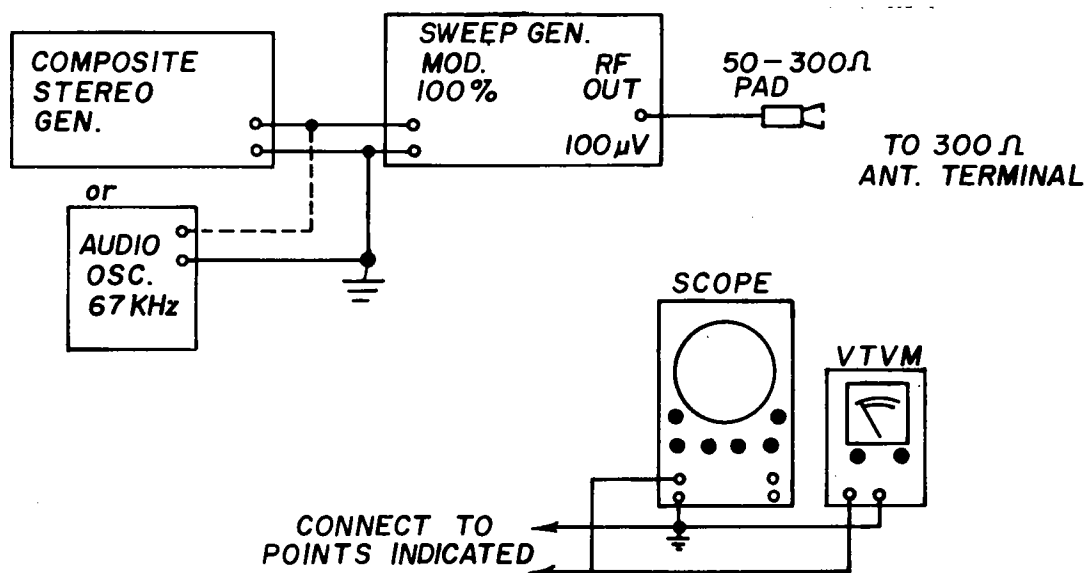 COMPOSITE
STEREO
GEN.
SWEEP GEN.
MOD. RF
100% OUT
100μV
50-300Ω
PAD
TO 300 Ω
ANT. TERMINAL
or
AUDIO
OSC.
67KHz
SCOPE
VTVM
CONNECT TO
POINTS INDICATED